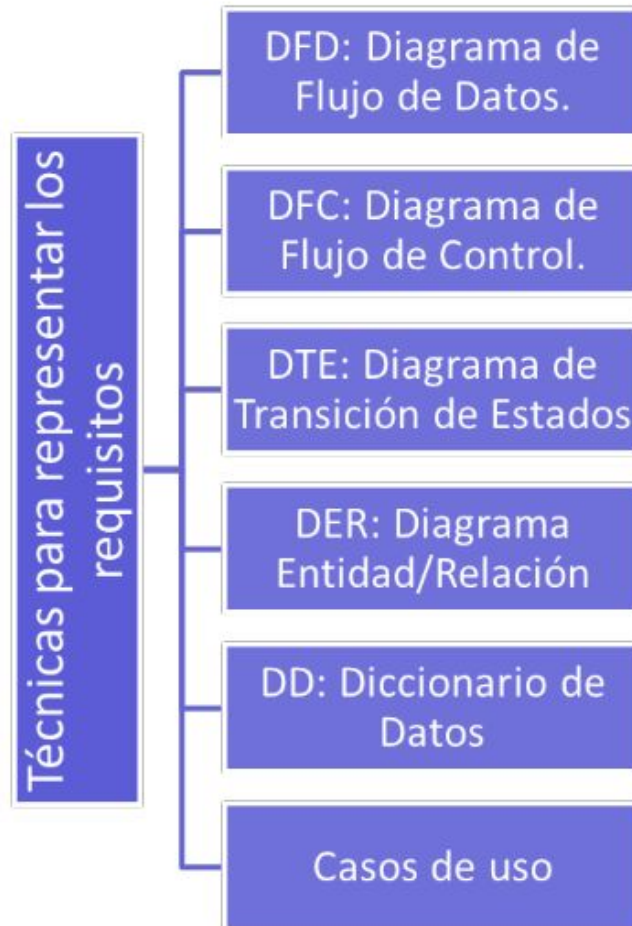 Técnicas para representar los
requisitos
DFD: Diagrama de
Flujo de Datos.
DFC: Diagrama de
Flujo de Control.
DTE: Diagrama de
Transición de Estados
DER: Diagrama
Entidad/Relación
DD: Diccionario de
Datos
Casos de uso